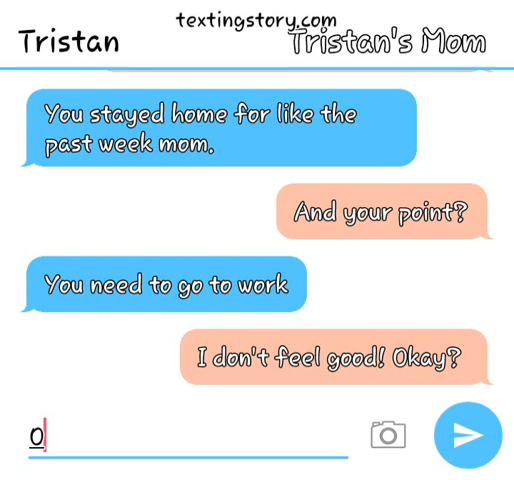 textingstory.com
Tristan
Tristan's Mom
You stayed home for like the
past week mom.
And your point?
You need to go to work
I don't feel good! Okay?
O